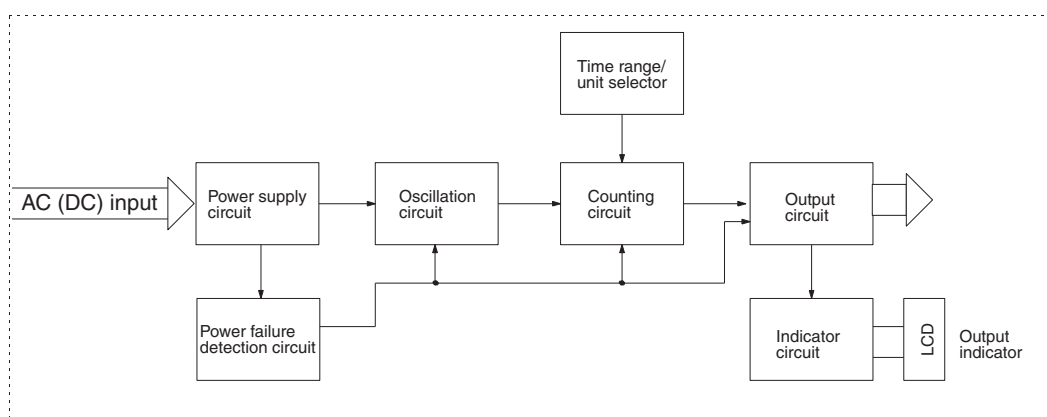 Time range/
unit selector
AC (DC) input
Power supply
circuit
Oscillation
circuit
Counting
circuit
Output
circuit
Power failure
detection circuit
Indicator
circuit
LCD
Output
indicator